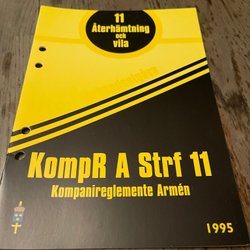 11
Återhämtning
och
vila
KompR A Strf 11
Kompanireglemente Armén
1995